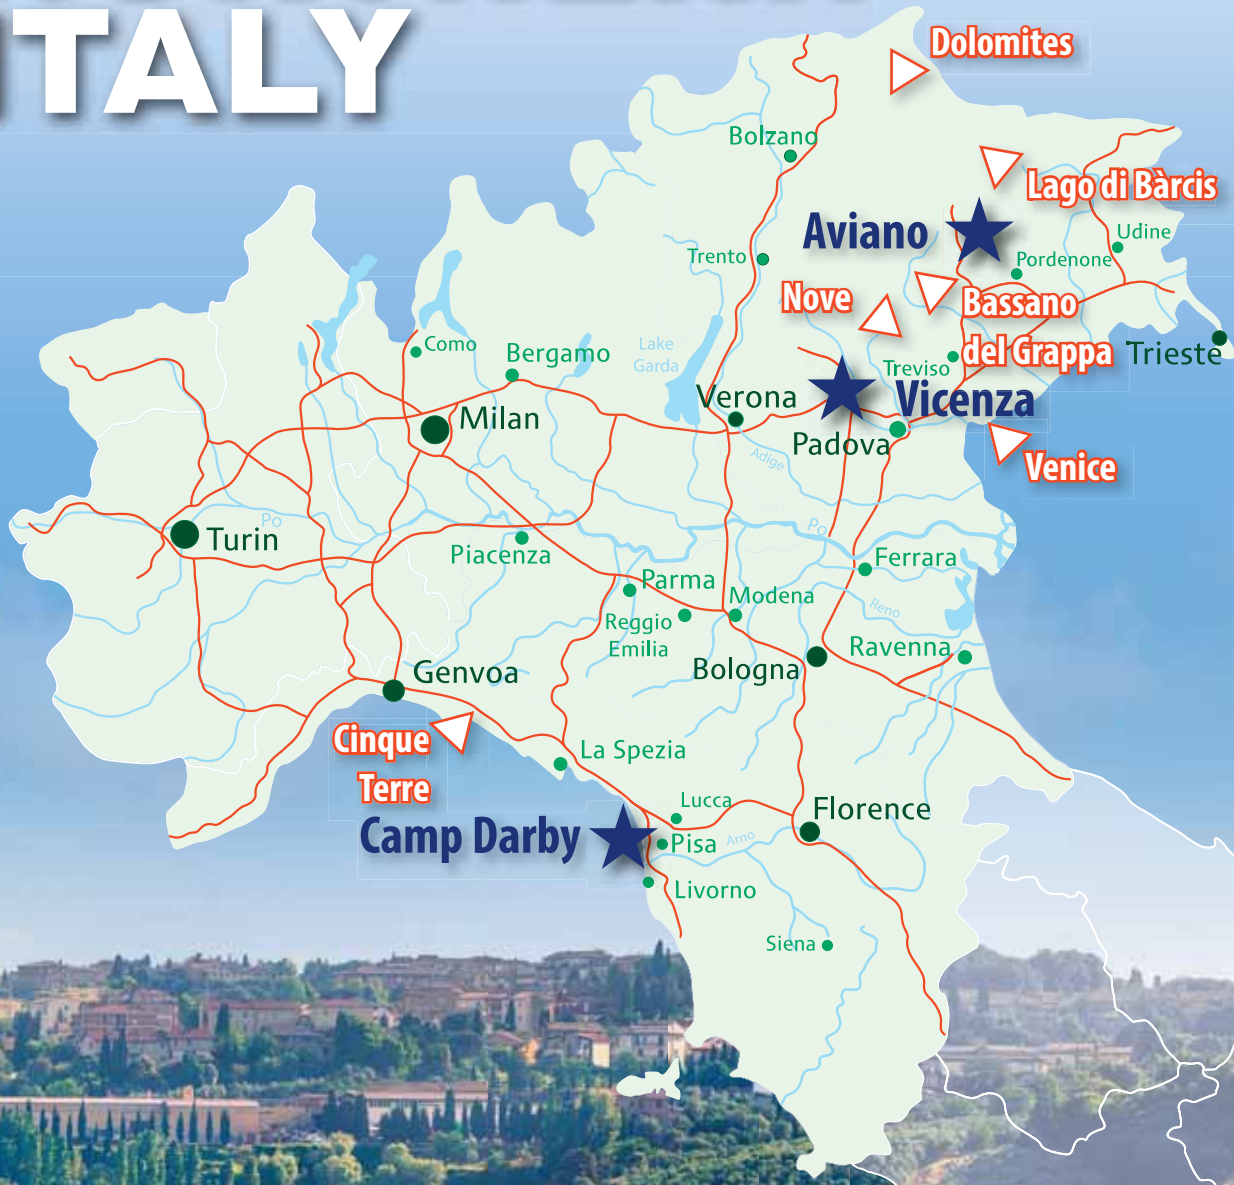 ITALY
Dolomites
Bolzano
Lago di Bàrcis
Aviano
Udine
Trento
Pordenone
Nove
Bassano
del Grappa
Como
Bergamo
Lake
Garda
Trieste
Treviso
Verona
Vicenza
Milan
Padova
Adige
Venice
Po
Po
Turin
Piacenza
Ferrara
Parma
Modena
Reno
Reggio
Emilia
Ravenna
Bologna
Genvoa
Cinque
Terre
La Spezia
Lucca
Florence
Camp Darby
Pisa
Arno
Livorno
Siena